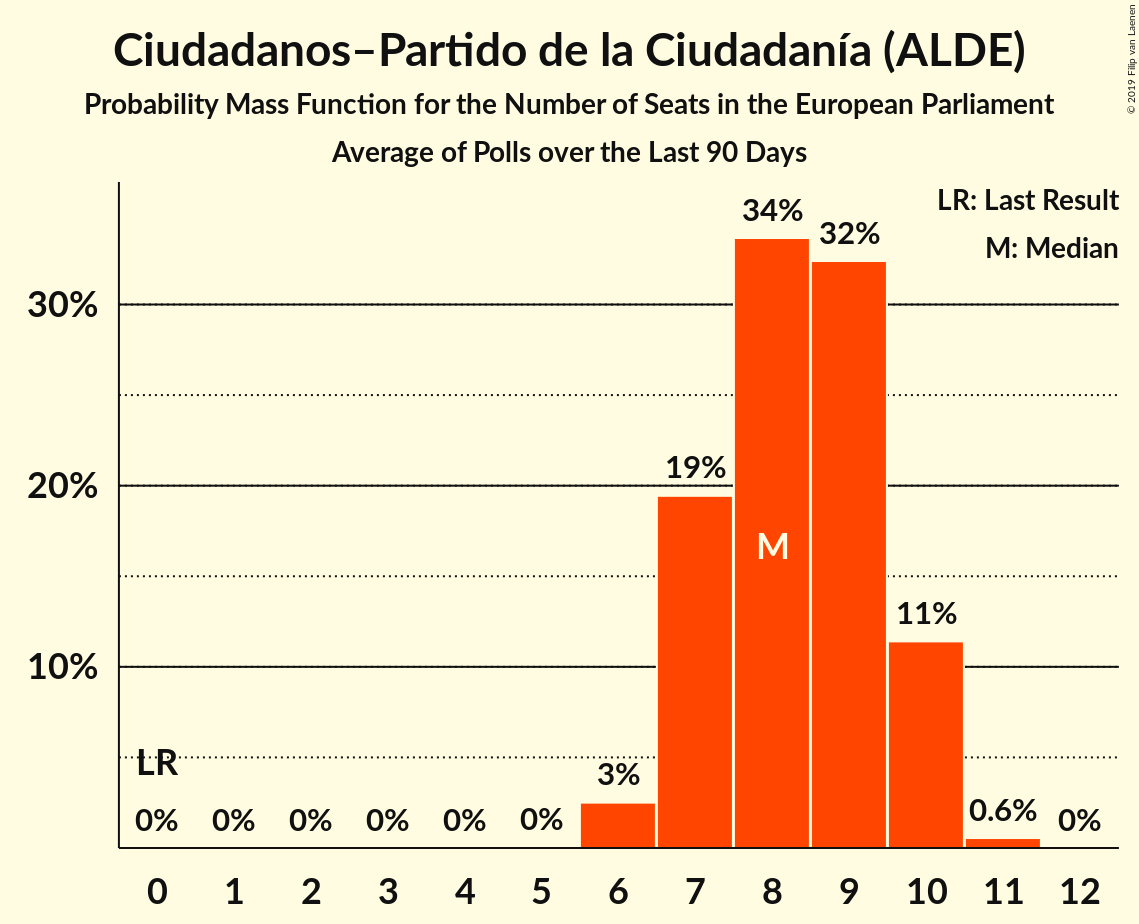 Ciudadanos–Partido de la Ciudadanía (ALDE)
Probability Mass Function for the Number of Seats in the European Parliament
Average of Polls over the Last 90 Days
© 2019 Filip van Laenen
LR: Last Result
M: Median
34%
32%
30%
19%
20%
M
11%
10%
LR
3%
0% 0% 0% 0% 0% 0% 0.6% 0%
0 1 2 3 4 5 6 7 8 9 10 11 12